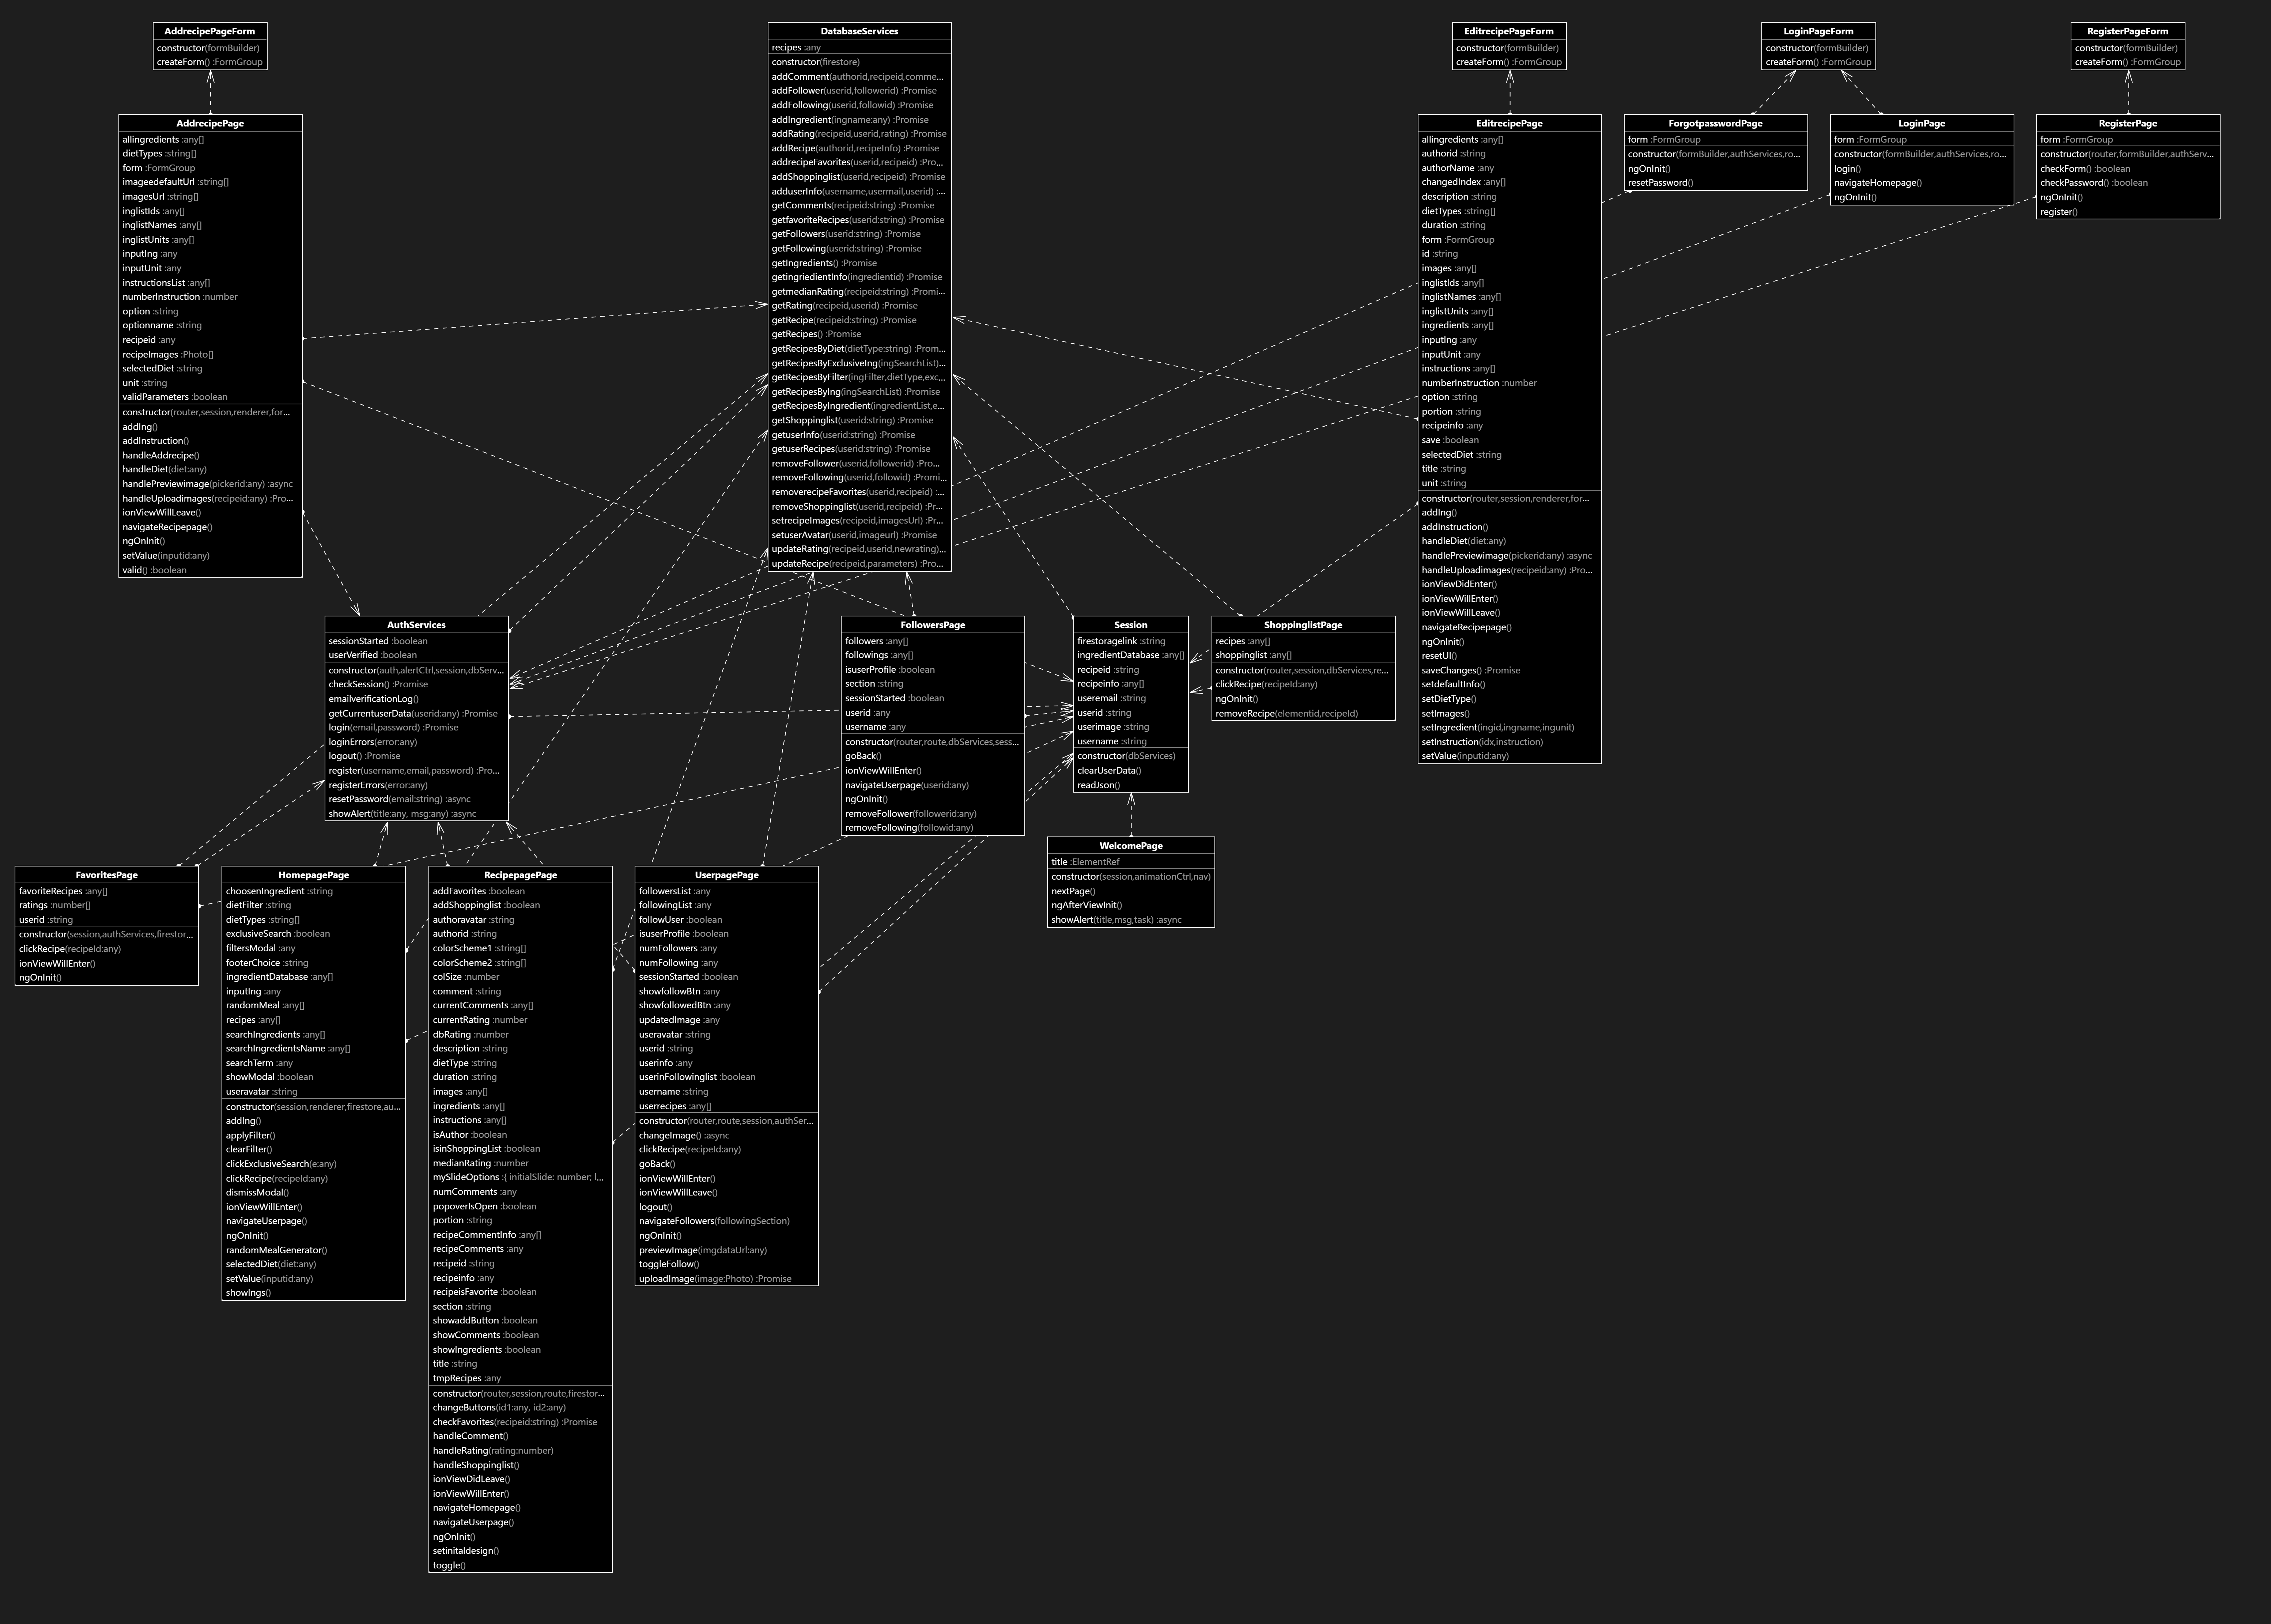 AddrecipePageForm
constructor(formBuilder)
createForm() :FormGroup
DatabaseServices
recipes :any
constructor(firestore)
addComment(authorid,recipeid,comme...
addFollower(userid,followerid) :Promise
addFollowing(userid,followid) :Promise
addIngredient(ingname:any) :Promise
addRating(recipeid,userid,rating) :Promise
addRecipe(authorid,recipeInfo) :Promise
addrecipeFavorites(userid,recipeid) :Pro...
addShoppinglist(userid,recipeid) :Promise
adduserInfo(username,usermail,userid) :...
getComments(recipeid:string) :Promise
getfavoriteRecipes(userid:string) :Promise
getFollowers(userid:string) :Promise
getFollowing(userid:string) :Promise
getIngredients() :Promise
getingriedientInfo(ingredientid) :Promise
getmedianRating(recipeid:string) :Promi...
getRating(recipeid,userid) :Promise
getRecipe(recipeid:string) :Promise
getRecipes() :Promise
getRecipesByDiet(dietType:string) :Prom...
getRecipesByExclusiveIng(ingSearchList)...
getRecipesByFilter(ingFilter,dietType,exc...
getRecipesByIng(ingSearchList) :Promise
getRecipesByIngredient(ingredientList,e...
getShoppinglist(userid:string) :Promise
getuserInfo(userid:string) :Promise
getuserRecipes(userid:string) :Promise
removeFollower(userid,followerid) :Pro...
removeFollowing(userid,followid) :Promi...
removerecipeFavorites(userid,recipeid) :...
removeShoppinglist(userid,recipeid) :Pr...
setrecipeImages(recipeid,imagesUrl) :Pr...
setuserAvatar(userid,imageurl) :Promise
updateRating(recipeid,userid,newrating)...
updateRecipe(recipeid,parameters) :Pro...
EditrecipePageForm
constructor(formBuilder)
createForm() :FormGroup
LoginPageForm
constructor(formBuilder)
createForm() :FormGroup
RegisterPageForm
constructor(formBuilder)
createForm() :FormGroup
AddrecipePage
allingredients :any[]
dietTypes :string[]
form :FormGroup
imageedefaultUrl :string[]
imagesUrl :string[]
inglistIds :any[]
inglistNames :any[]
inglistUnits :any[]
inputIng :any
inputUnit :any
instructionsList :any[]
numberInstruction :number
option :string
optionname :string
recipeid :any
recipeImages :Photo[]
selectedDiet :string
unit :string
validParameters :boolean
constructor(router,session,renderer,for...
addIng()
addInstruction()
handleAddrecipe()
handleDiet(diet:any)
handlePreviewimage(pickerid:any) :async
handleUploadimages(recipeid:any) :Pro...
ionViewWillLeave()
navigateRecipepage()
ngOnInit()
setValue(inputid:any)
valid() :boolean
EditrecipePage
allingredients :any[]
authorid :string
authorName :any
changedIndex :any[]
description :string
dietTypes :string[]
duration :string
form :FormGroup
id :string
images :any[]
inglistIds :any[]
inglistNames :any[]
inglistUnits :any[]
ingredients :any[]
inputIng :any
inputUnit :any
instructions :any[]
numberInstruction :number
option :string
portion :string
recipeinfo :any
save :boolean
selectedDiet :string
title :string
unit :string
constructor(router,session,renderer,for...
addIng()
addInstruction()
handleDiet(diet:any)
handlePreviewimage(pickerid:any) :async
handleUploadimages(recipeid:any) :Pro...
ionViewDidEnter()
ionViewWillEnter()
ionViewWillLeave()
navigateRecipepage()
ngOnInit()
resetUI()
saveChanges() :Promise
setdefaultInfo()
setDietType()
setImages()
setIngredient(ingid,ingname,ingunit)
setInstruction(idx,instruction)
setValue(inputid:any)
ForgotpasswordPage
form :FormGroup
constructor(formBuilder,authServices,ro...
ngOnInit()
resetPassword()
LoginPage
form :FormGroup
constructor(formBuilder,authServices,ro...
login()
navigateHomepage()
ngOnInit()
RegisterPage
form :FormGroup
constructor(router,formBuilder,authServ...
checkForm() :boolean
checkPassword() :boolean
ngOnInit()
register()
AuthServices
sessionStarted :boolean
userVerified :boolean
constructor(auth,alertCtrl,session,dbServ...
checkSession() :Promise
emailverificationLog()
getCurrentuserData(userid:any) :Promise
login(email,password) :Promise
loginErrors(error:any)
logout() :Promise
register(username,email,password) :Pro...
registerErrors(error:any)
resetPassword(email:string) :async
showAlert(title:any, msg:any) :async
FollowersPage
followers :any[]
followings :any[]
isuserProfile :boolean
section :string
sessionStarted :boolean
userid :any
username :any
constructor(router,route,dbServices,sess...
goBack()
ionViewWillEnter()
navigateUserpage(userid:any)
ngOnInit()
removeFollower(followerid:any)
removeFollowing(followid:any)
Session
firestoragelink :string
ingredientDatabase :any[]
recipeid :string
recipeinfo :any[]
useremail :string
userid :string
userimage :string
username :string
constructor(dbServices)
clearUserData()
readJson()
ShoppinglistPage
recipes :any[]
shoppinglist :any[]
constructor(router,session,dbServices,re...
clickRecipe(recipeId:any)
ngOnInit()
removeRecipe(elementid,recipeId)
WelcomePage
title :ElementRef
constructor(session,animationCtrl,nav)
nextPage()
ngAfterViewInit()
showAlert(title,msg,task) :async
FavoritesPage
favoriteRecipes :any[]
ratings :number[]
userid :string
constructor(session,authServices,firestor...
clickRecipe(recipeId:any)
ionViewWillEnter()
ngOnInit()
HomepagePage
choosenIngredient :string
dietFilter :string
dietTypes :string[]
exclusiveSearch :boolean
filtersModal :any
footerChoice :string
ingredientDatabase :any[]
inputIng :any
randomMeal :any[]
recipes :any[]
searchIngredients :any[]
searchIngredientsName :any[]
searchTerm :any
showModal :boolean
useravatar :string
constructor(session,renderer,firestore,au...
addIng()
applyFilter()
clearFilter()
clickExclusiveSearch(e:any)
clickRecipe(recipeId:any)
dismissModal()
ionViewWillEnter()
navigateUserpage()
ngOnInit()
randomMealGenerator()
selectedDiet(diet:any)
setValue(inputid:any)
showIngs()
RecipepagePage
addFavorites :boolean
addShoppinglist :boolean
authoravatar :string
authorid :string
colorScheme1 :string[]
colorScheme2 :string[]
colSize :number
comment :string
currentComments :any[]
currentRating :number
dbRating :number
description :string
dietType :string
duration :string
images :any[]
ingredients :any[]
instructions :any[]
isAuthor :boolean
isinShoppingList :boolean
medianRating :number
mySlideOptions :{ initialSlide: number; l...
numComments :any
popoverIsOpen :boolean
portion :string
recipeCommentInfo :any[]
recipeComments :any
recipeid :string
recipeinfo :any
recipeisFavorite :boolean
section :string
showaddButton :boolean
showComments :boolean
showIngredients :boolean
title :string
tmpRecipes :any
constructor(router,session,route,firestor...
changeButtons(id1:any, id2:any)
checkFavorites(recipeid:string) :Promise
handleComment()
handleRating(rating:number)
handleShoppinglist()
ionViewDidLeave()
ionViewWillEnter()
navigateHomepage()
navigateUserpage()
ngOnInit()
setinitaldesign()
toggle()
UserpagePage
followersList :any
followingList :any
followUser :boolean
isuserProfile :boolean
numFollowers :any
numFollowing :any
sessionStarted :boolean
showfollowBtn :any
showfollowedBtn :any
updatedImage :any
useravatar :string
userid :string
userinfo :any
userinFollowinglist :boolean
username :string
userrecipes :any[]
constructor(router,route,session,authSer...
changeImage() :async
clickRecipe(recipeId:any)
goBack()
ionViewWillEnter()
ionViewWillLeave()
logout()
navigateFollowers(followingSection)
ngOnInit()
previewImage(imgdataUrl:any)
toggleFollow()
uploadImage(image:Photo) :Promise